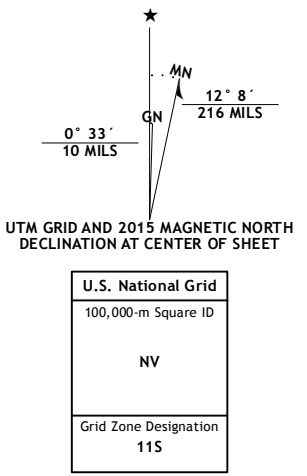 MN
12° 8´
216 MILS
GN
0° 33´
10 MILS
UTM GRID AND 2015 MAGNETIC NORTH
DECLINATION AT CENTER OF SHEET
U.S. National Grid
100,000-m Square ID
NV
Grid Zone Designation
11S